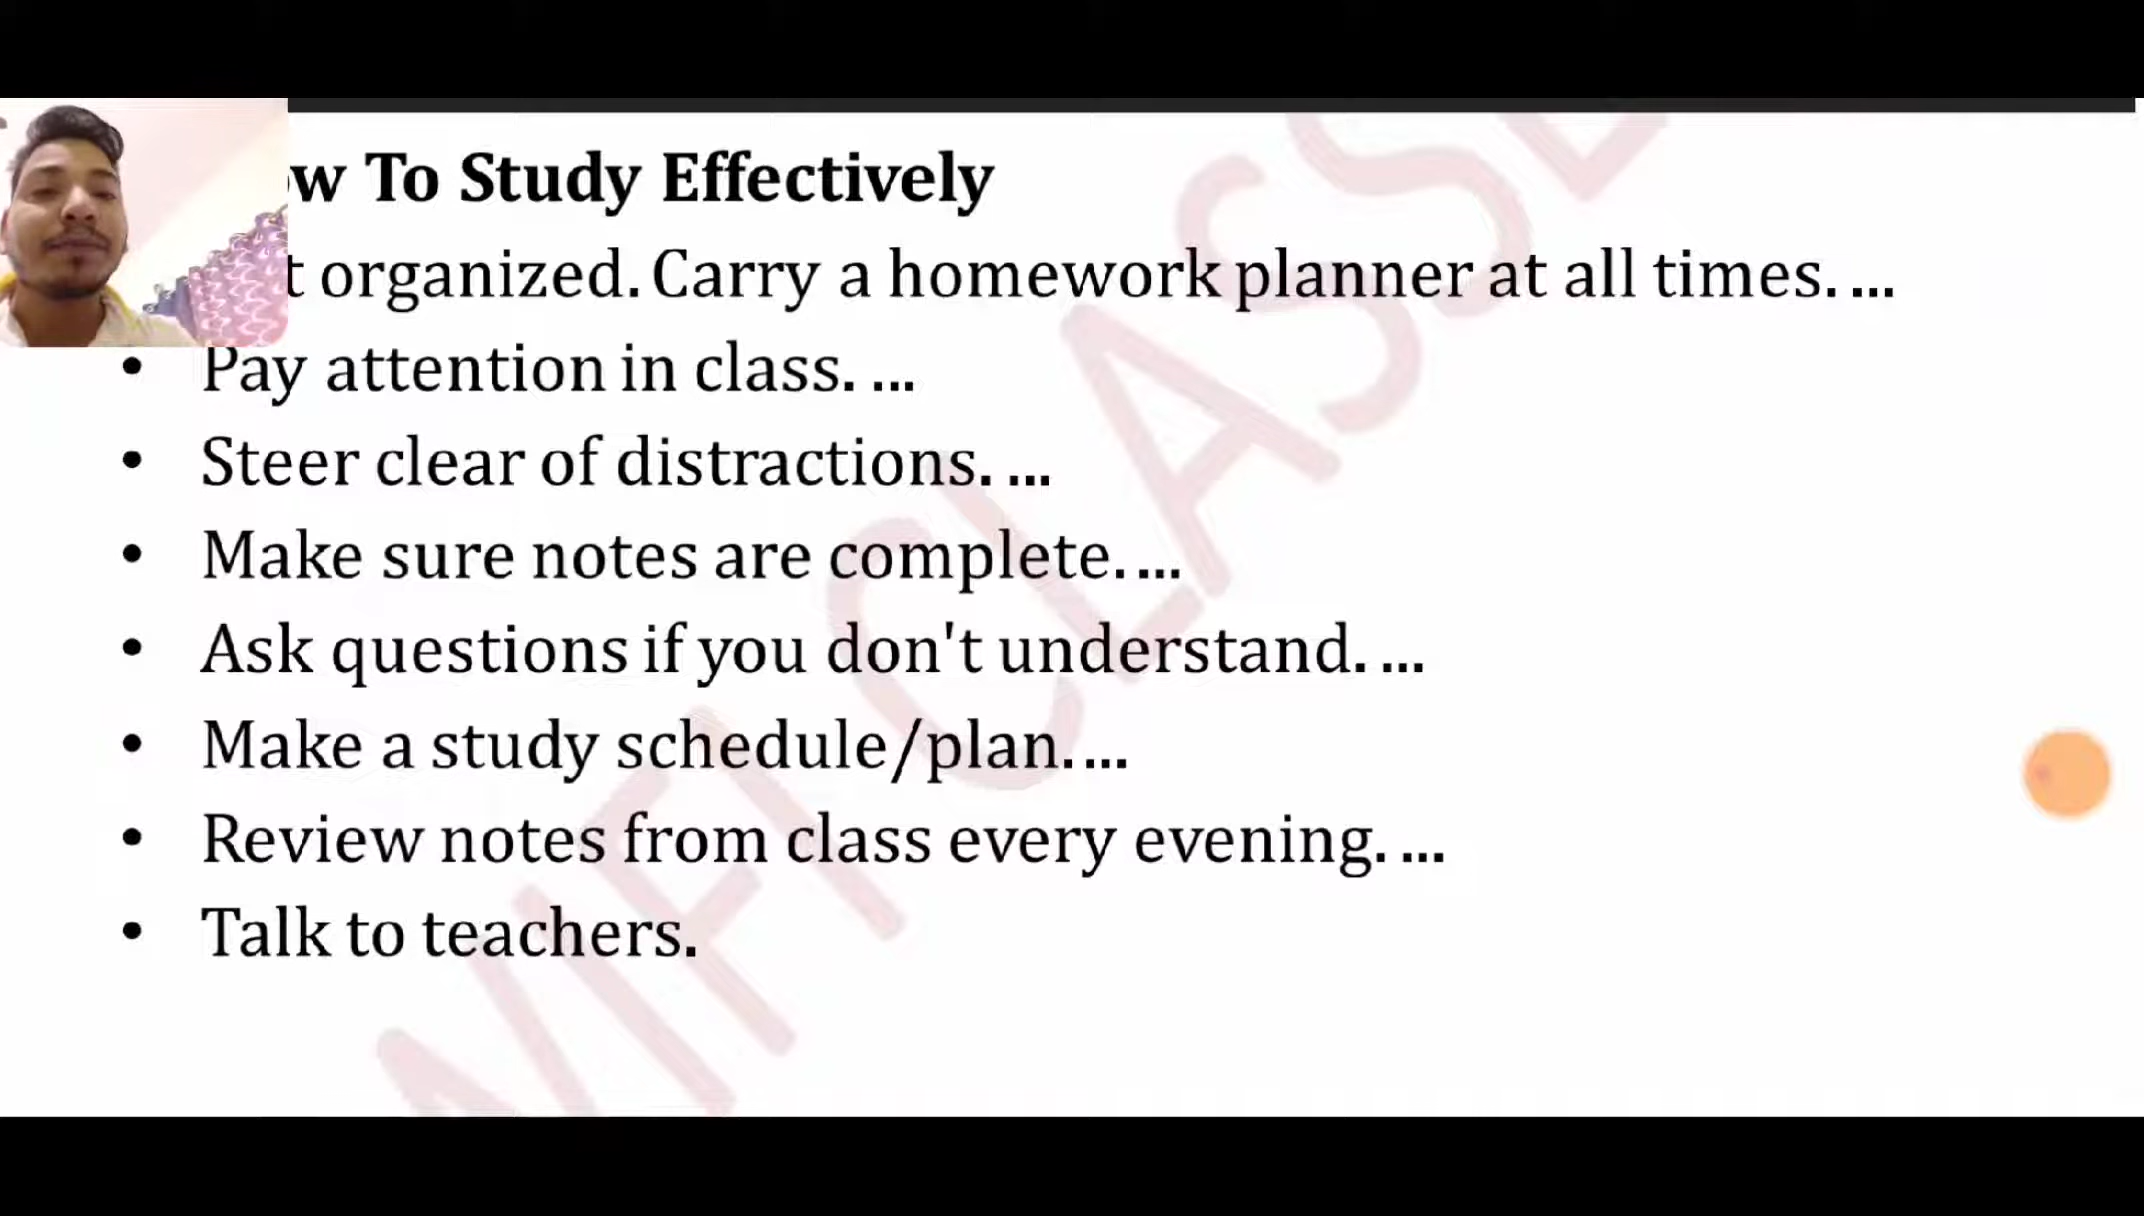 w To Study Effectively
t organized. Carry a homework planner at all times. ...
• Pay attention in class. ...
• Steer clear of distractions. ...
• Make sure notes are complete. ...
• Ask questions if you don't understand. ...
• Make a study schedule/plan. ...
• Review notes from class every evening. ...
• Talk to teachers.
WIFI CLASSE